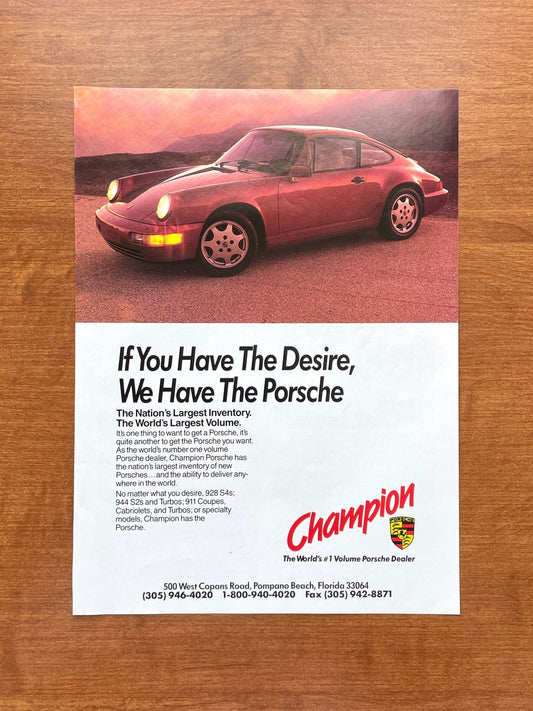 If You Have The Desire,
We Have The Porsche
The Nation's Largest Inventory.
The World's Largest Volume.
It's one thing to want to get a Porsche, it's
quite another to get the Porsche you want.
As the world's number one volume
Porsche dealer, Champion Porsche has
the nation's largest inventory of new
Porsches...and the ability to deliver any-
where in the world.
No matter what you desire, 928 S4s;
944 S2s and Turbos; 911 Coupes,
Cabriolets, and Turbos; or specialty
models, Champion has the
Porsche.
Champion
PORSCHE
The World's #1 Volume Porsche Dealer
500 West Copans Road, Pompano Beach, Florida 33064
(305) 946-4020 1-800-940-4020 Fax (305) 942-8871